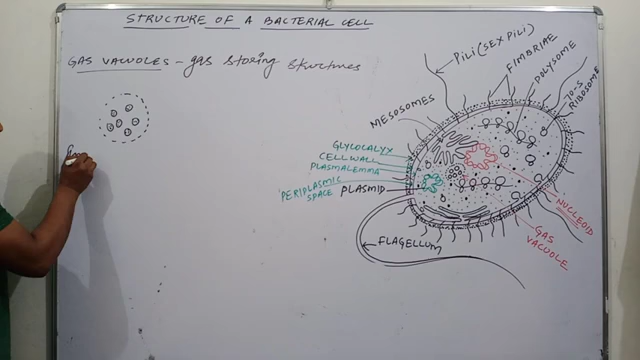 STRUCTURE OF A BACTERIAL CELL
GAS VACUOLES - gas storing structures
PILI (SEX PILI)
FIMBRIAE
POLYSOME
70-S
RIBOSOME
MESOSOMES
GLYCOCALYX
CELL WALL
PLASMALEMMA
PERIPLASMIC
SPACE
PLASMID
NUCLEOID
GAS
VACUOLE
FLAGELLUM